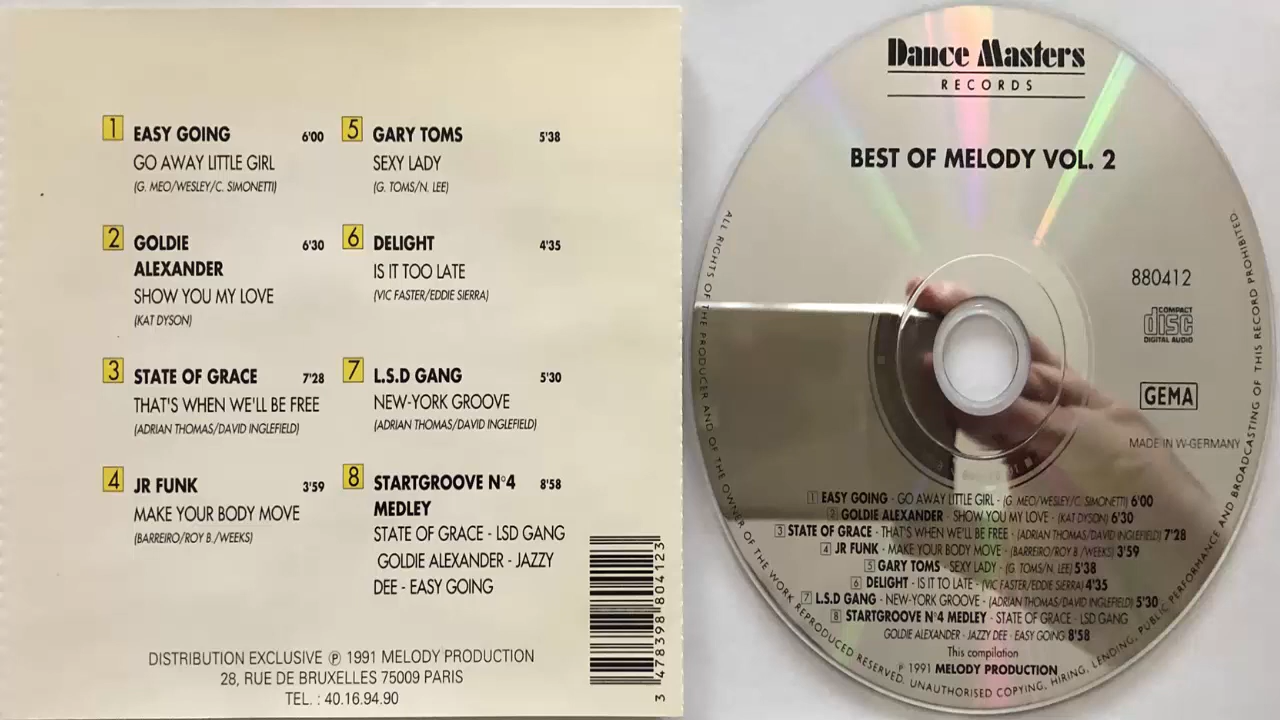 1 EASY GOING 6'00
GO AWAY LITTLE GIRL
(G. MEO/WESLEY/C. SIMONETTI)
2 GOLDIE 6'30
ALEXANDER
SHOW YOU MY LOVE
(KAT DYSON)
3 STATE OF GRACE 7'28
THAT'S WHEN WE'LL BE FREE
(ADRIAN THOMAS/DAVID INGLEFIELD)
4 JR FUNK 3'59
MAKE YOUR BODY MOVE
(BARREIRO/ROY B./WEEKS)
5 GARY TOMS 5'38
SEXY LADY
(G. TOMS/N. LEE)
6 DELIGHT 4'35
IS IT TOO LATE
(VIC FASTER/EDDIE SIERRA)
7 L.S.D GANG 5'30
NEW-YORK GROOVE
(ADRIAN THOMAS/DAVID INGLEFIELD)
8 STARTGROOVE N°4 8'58
MEDLEY
STATE OF GRACE - LSD GANG
GOLDIE ALEXANDER - JAZZY
DEE - EASY GOING
DISTRIBUTION EXCLUSIVE ℗ 1991 MELODY PRODUCTION
28, RUE DE BRUXELLES 75009 PARIS
TEL. : 40.16.94.90
3 478398 804123
Dance Masters
RECORDS
BEST OF MELODY VOL. 2
880412
COMPACT
disc
DIGITAL AUDIO
GEMA
MADE IN W-GERMANY
1 EASY GOING - GO AWAY LITTLE GIRL - (G. MEO/WESLEY/C. SIMONETTI) 6'00
2 GOLDIE ALEXANDER - SHOW YOU MY LOVE - (KAT DYSON) 6'30
3 STATE OF GRACE - THAT'S WHEN WE'LL BE FREE - (ADRIAN THOMAS/DAVID INGLEFIELD) 7'28
4 JR FUNK - MAKE YOUR BODY MOVE - (BARREIRO/ROY B./WEEKS) 3'59
5 GARY TOMS - SEXY LADY - (G. TOMS/N. LEE) 5'38
6 DELIGHT - IS IT TO LATE - (VIC FASTER/EDDIE SIERRA) 4'35
7 L.S.D GANG - NEW-YORK GROOVE - (ADRIAN THOMAS/DAVID INGLEFIELD) 5'30
8 STARTGROOVE N°4 MEDLEY - STATE OF GRACE - LSD GANG
GOLDIE ALEXANDER - JAZZY DEE - EASY GOING 8'58
This compilation
℗ 1991 MELODY PRODUCTION
ALL RIGHTS OF THE PRODUCER AND OF THE OWNER OF THE WORK REPRODUCED RESERVED. UNAUTHORISED COPYING, HIRING, LENDING, PUBLIC PERFORMANCE AND BROADCASTING OF THIS RECORD PROHIBITED.